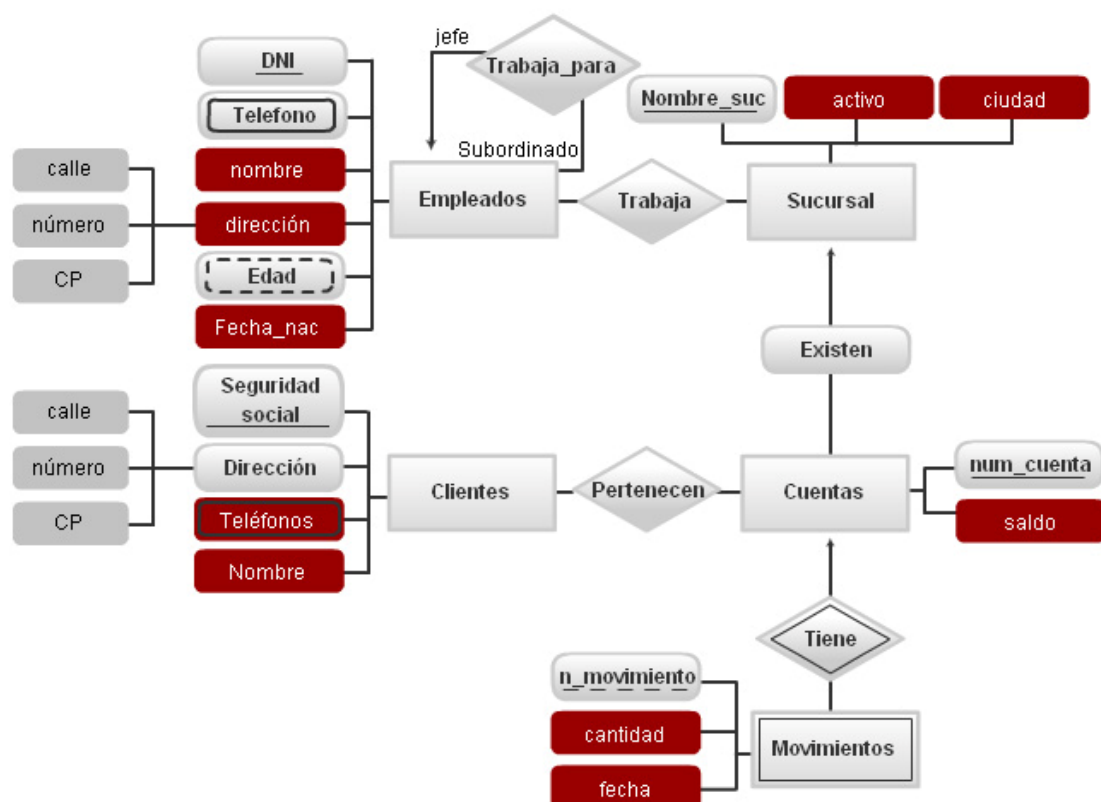 jefe
DNI
Trabaja_para
Telefono
Nombre_suc
activo
ciudad
Subordinado
calle
nombre
Empleados
Trabaja
Sucursal
número
dirección
CP
Edad
Fecha_nac
Existen
Seguridad
social
calle
número
Dirección
Clientes
Pertenecen
Cuentas
num_cuenta
CP
Teléfonos
saldo
Nombre
Tiene
n_movimiento
cantidad
Movimientos
fecha